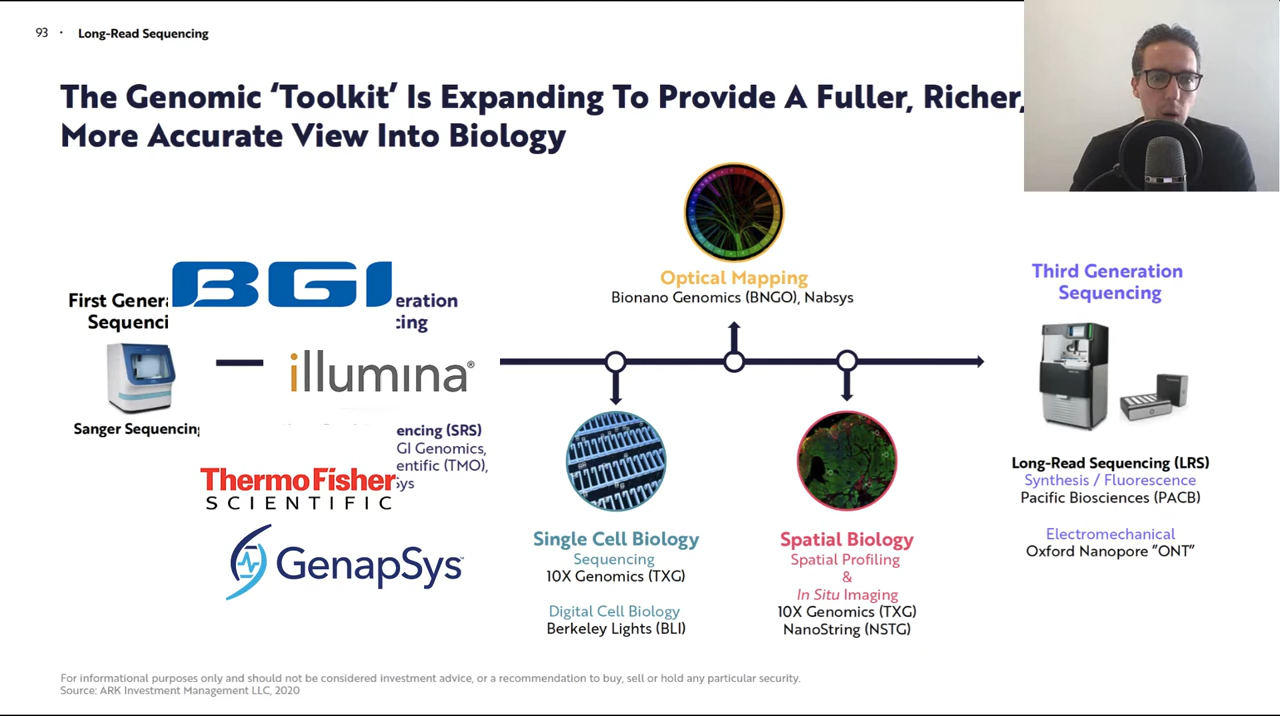 93 · Long-Read Sequencing
The Genomic ‘Toolkit’ Is Expanding To Provide A Fuller, Richer,
More Accurate View Into Biology
BGI
First Genera
Sequenci
eration
cing
illumina®
Sanger Sequencing
encing (SRS)
GI Genomics,
entific (TMO),
Sys
ThermoFisher
SCIENTIFIC
GenapSys™
Optical Mapping
Bionano Genomics (BNGO), Nabsys
Single Cell Biology
Sequencing
10X Genomics (TXG)
Digital Cell Biology
Berkeley Lights (BLI)
Spatial Biology
Spatial Profiling
&
In Situ Imaging
10X Genomics (TXG)
NanoString (NSTG)
Third Generation
Sequencing
Long-Read Sequencing (LRS)
Synthesis / Fluorescence
Pacific Biosciences (PACB)
Electromechanical
Oxford Nanopore ”ONT”
For informational purposes only and should not be considered investment advice, or a recommendation to buy, sell or hold any particular security.
Source: ARK Investment Management LLC, 2020